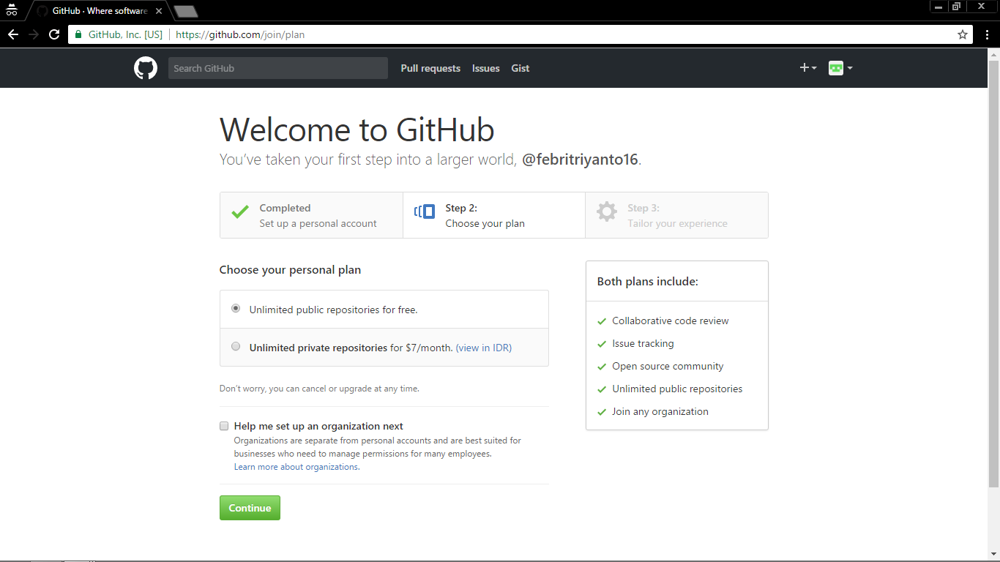 GitHub · Where software
GitHub, Inc. [US]
https://github.com/join/plan
Search GitHub
Pull requests
Issues
Gist
Welcome to GitHub
You've taken your first step into a larger world, @febritriyanto16.
Completed
Set up a personal account
Step 2:
Choose your plan
Step 3:
Tailor your experience
Choose your personal plan
Unlimited public repositories for free.
Unlimited private repositories for $7/month. (view in IDR)
Don't worry, you can cancel or upgrade at any time.
Help me set up an organization next
Organizations are separate from personal accounts and are best suited for
businesses who need to manage permissions for many employees.
Learn more about organizations.
Continue
Both plans include:
Collaborative code review
Issue tracking
Open source community
Unlimited public repositories
Join any organization